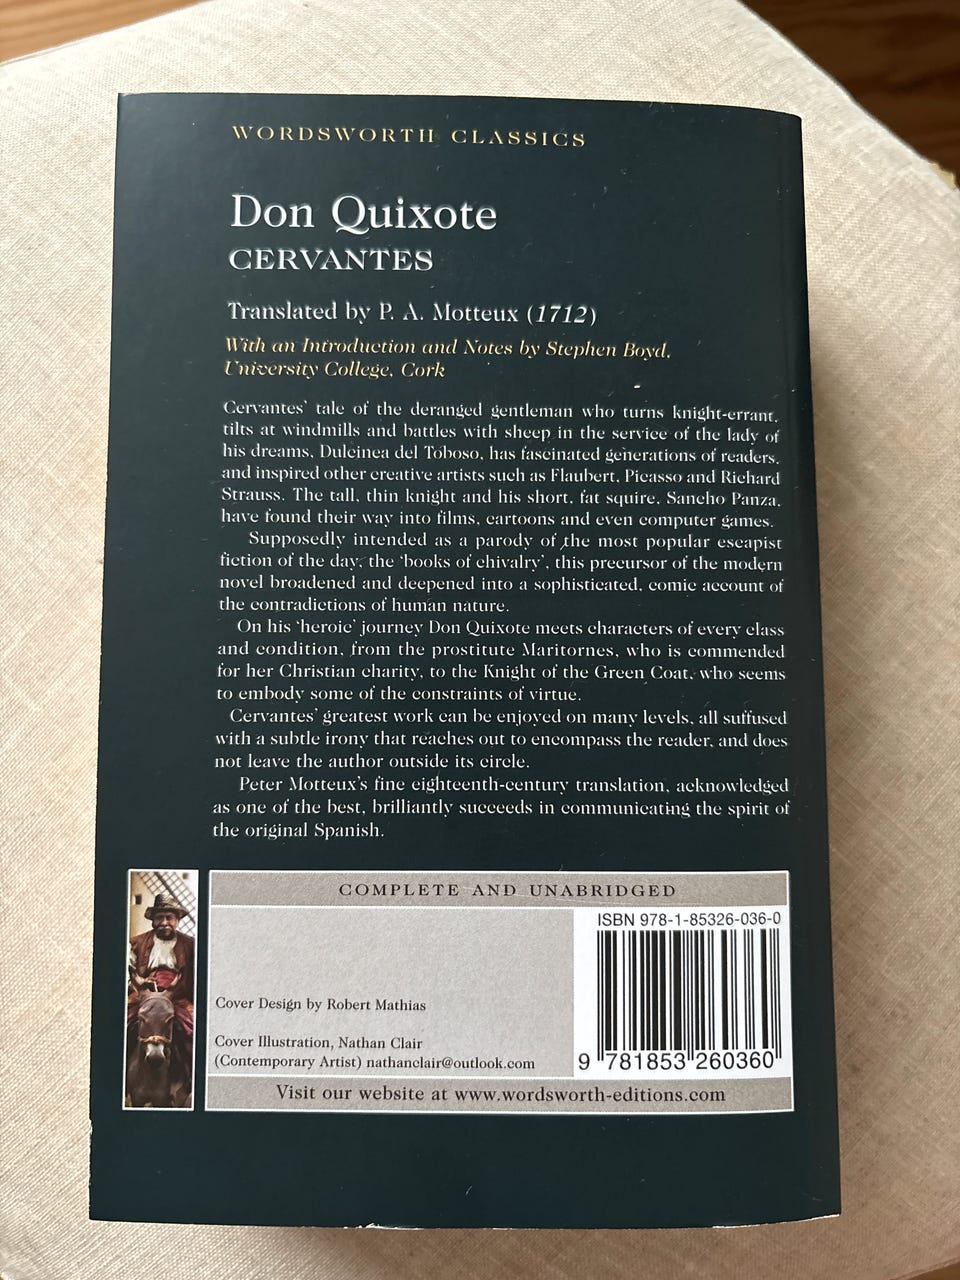 WORDSWORTH CLASSICS
Don Quixote
CERVANTES
Translated by P. A. Motteux (1712)
With an Introduction and Notes by Stephen Boyd,
University College, Cork
Cervantes' tale of the deranged gentleman who turns knight-errant,
tilts at windmills and battles with sheep in the service of the lady of
his dreams, Dulcinea del Toboso, has fascinated generations of readers,
and inspired other creative artists such as Flaubert, Picasso and Richard
Strauss. The tall, thin knight and his short, fat squire, Sancho Panza,
have found their way into films, cartoons and even computer games.
Supposedly intended as a parody of the most popular escapist
fiction of the day, the 'books of chivalry', this precursor of the modern
novel broadened and deepened into a sophisticated, comic account of
the contradictions of human nature.
On his 'heroic' journey Don Quixote meets characters of every class
and condition, from the prostitute Maritornes, who is commended
for her Christian charity, to the Knight of the Green Coat, who seems
to embody some of the constraints of virtue.
Cervantes' greatest work can be enjoyed on many levels, all suffused
with a subtle irony that reaches out to encompass the reader, and does
not leave the author outside its circle.
Peter Motteux's fine eighteenth-century translation, acknowledged
as one of the best, brilliantly succeeds in communicating the spirit of
the original Spanish.
COMPLETE AND UNABRIDGED
ISBN 978-1-85326-036-0
Cover Design by Robert Mathias
Cover Illustration, Nathan Clair
(Contemporary Artist) nathanclair@outlook.com
9 781853 260360
Visit our website at www.wordsworth-editions.com